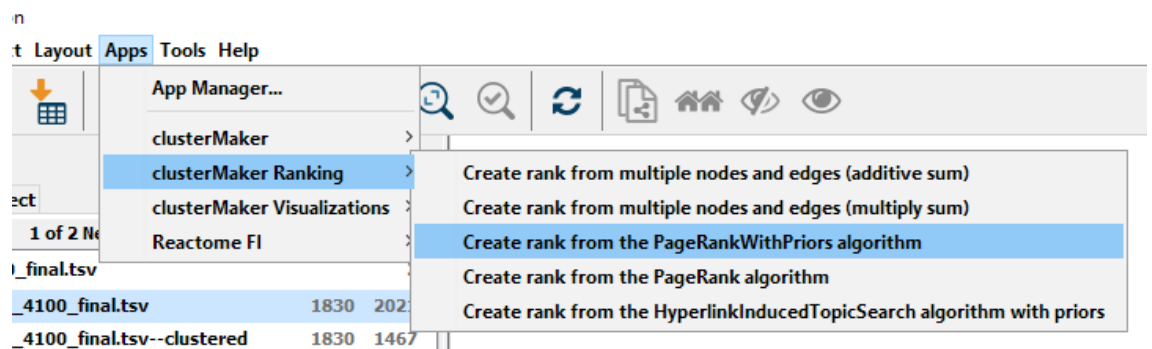 on
t Layout Apps Tools Help
App Manager...
clusterMaker
clusterMaker Ranking
Create rank from multiple nodes and edges (additive sum)
ect
clusterMaker Visualizations
Create rank from multiple nodes and edges (multiply sum)
1 of 2 Ne
Reactome FI
Create rank from the PageRankWithPriors algorithm
)_final.tsv
Create rank from the PageRank algorithm
_4100_final.tsv 1830 202
Create rank from the HyperlinkInducedTopicSearch algorithm with priors
_4100_final.tsv--clustered 1830 1467